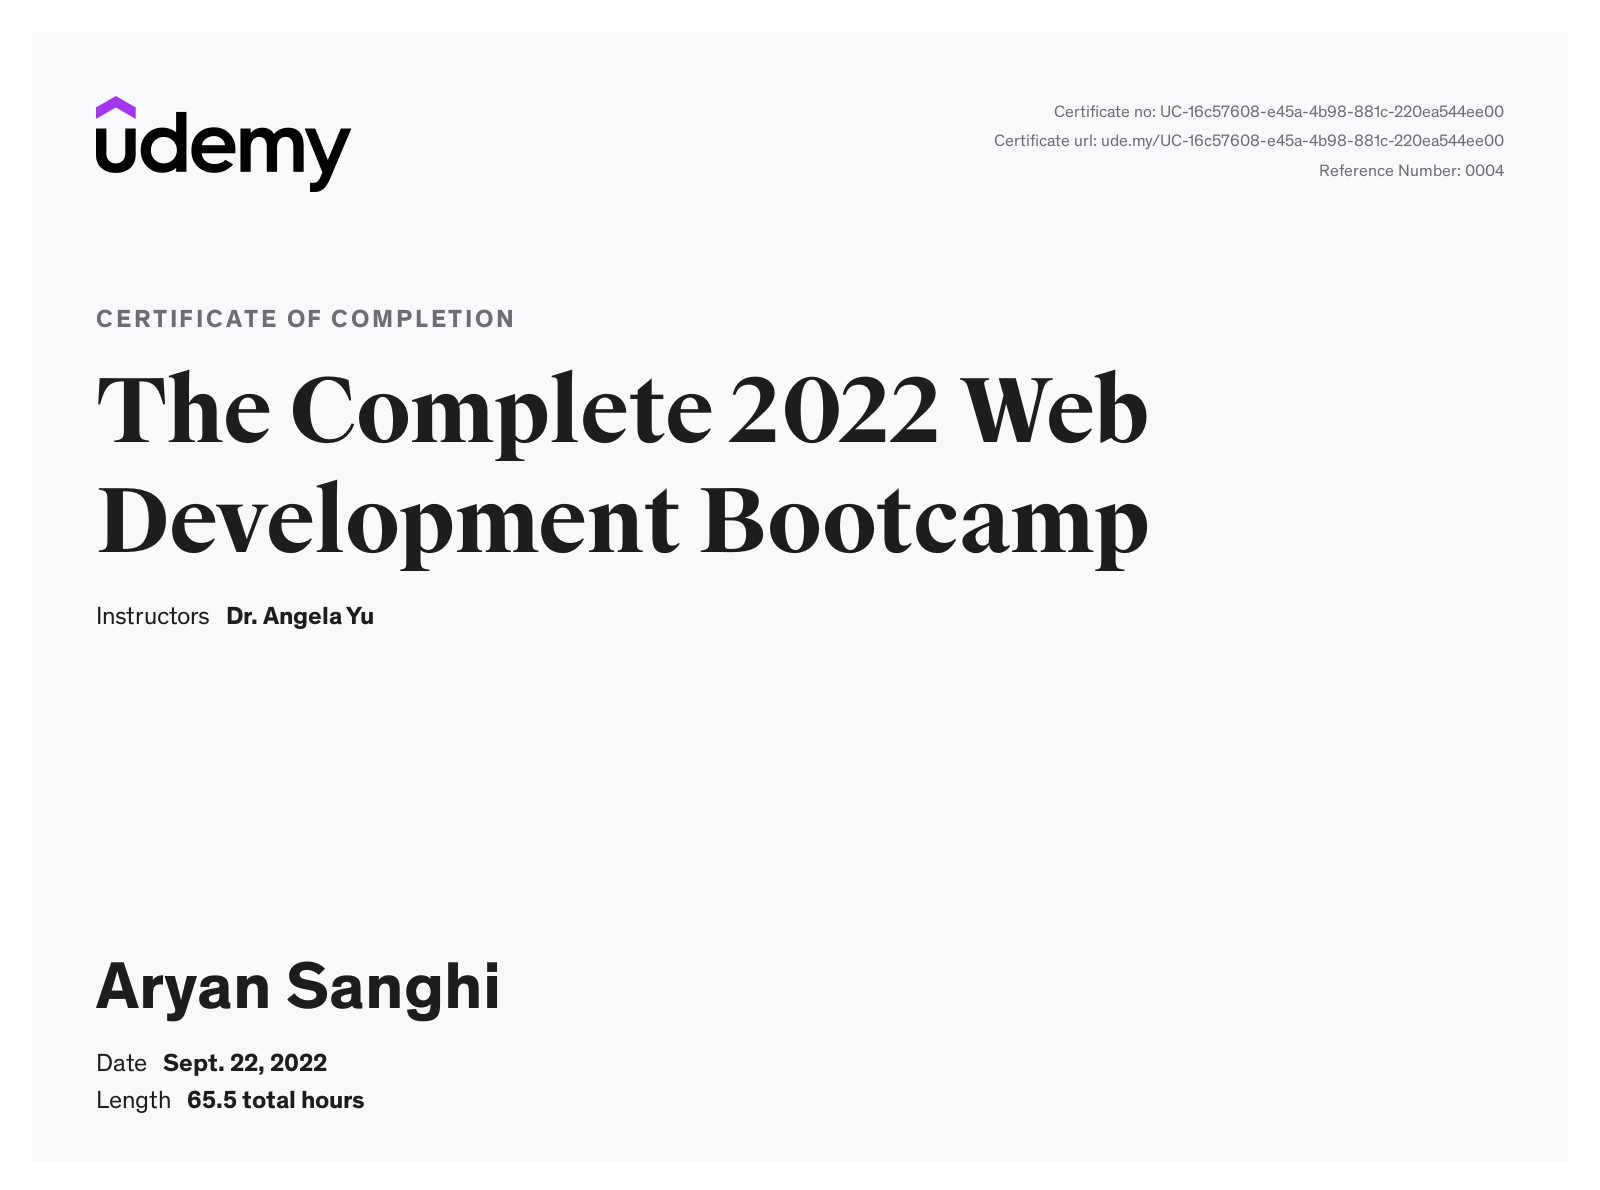 udemy
Certificate no: UC-16c57608-e45a-4b98-881c-220ea544ee00
Certificate url: ude.my/UC-16c57608-e45a-4b98-881c-220ea544ee00
Reference Number: 0004
CERTIFICATE OF COMPLETION
The Complete 2022 Web
Development Bootcamp
Instructors Dr. Angela Yu
Aryan Sanghi
Date Sept. 22, 2022
Length 65.5 total hours